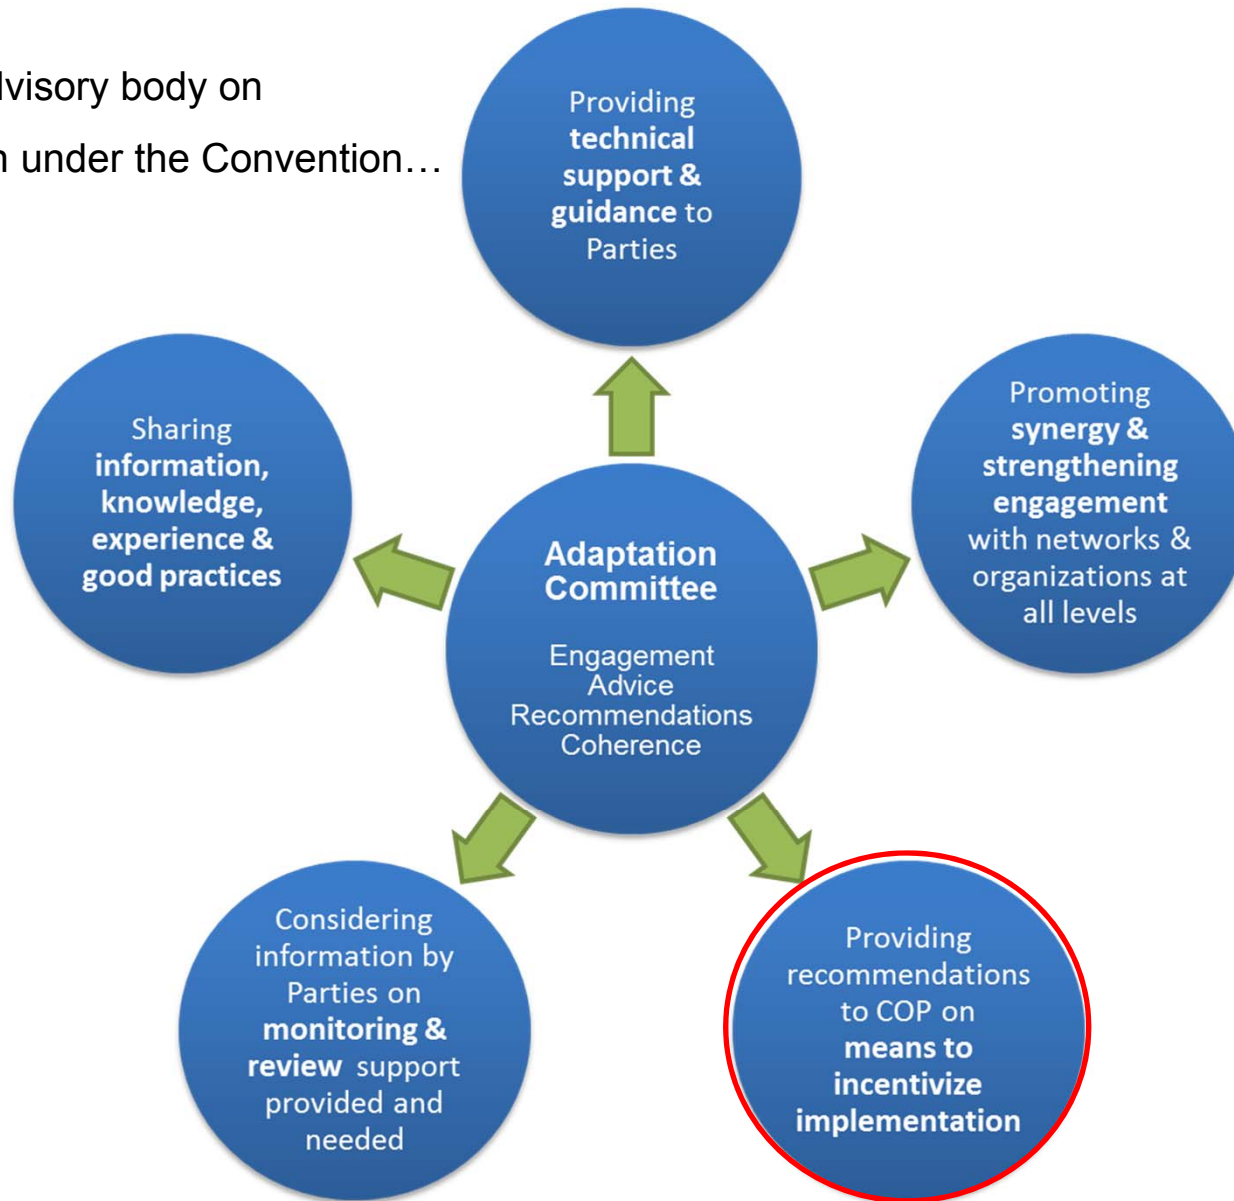 under the Convention…
body on
Providing
technical
support &
guidance to
Parties
Promoting
synergy &
strengthening
engagement
with networks &
organizations at
all levels
Sharing
information,
knowledge,
experience &
good practices
Adaptation
Committee
Engagement
Advice
Recommendations
Coherence
Considering
information by
Parties on
monitoring &
review support
provided and
needed
Providing
recommendations
to COP on
means to
incentivize
implementation